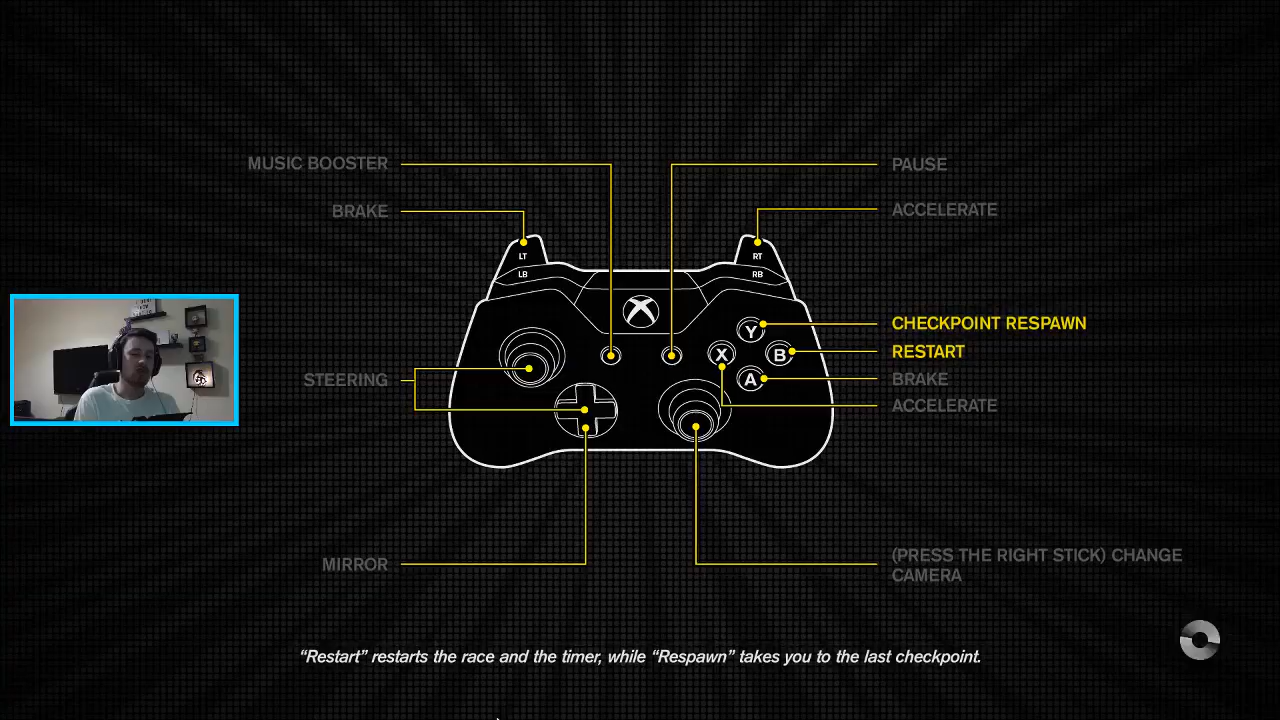 MUSIC BOOSTER
PAUSE
BRAKE
ACCELERATE
LT
RT
LB
RB
CHECKPOINT RESPAWN
Y
RESTART
X
B
STEERING
BRAKE
A
ACCELERATE
MIRROR
(PRESS THE RIGHT STICK) CHANGE
CAMERA
“Restart” restarts the race and the timer, while “Respawn” takes you to the last checkpoint.